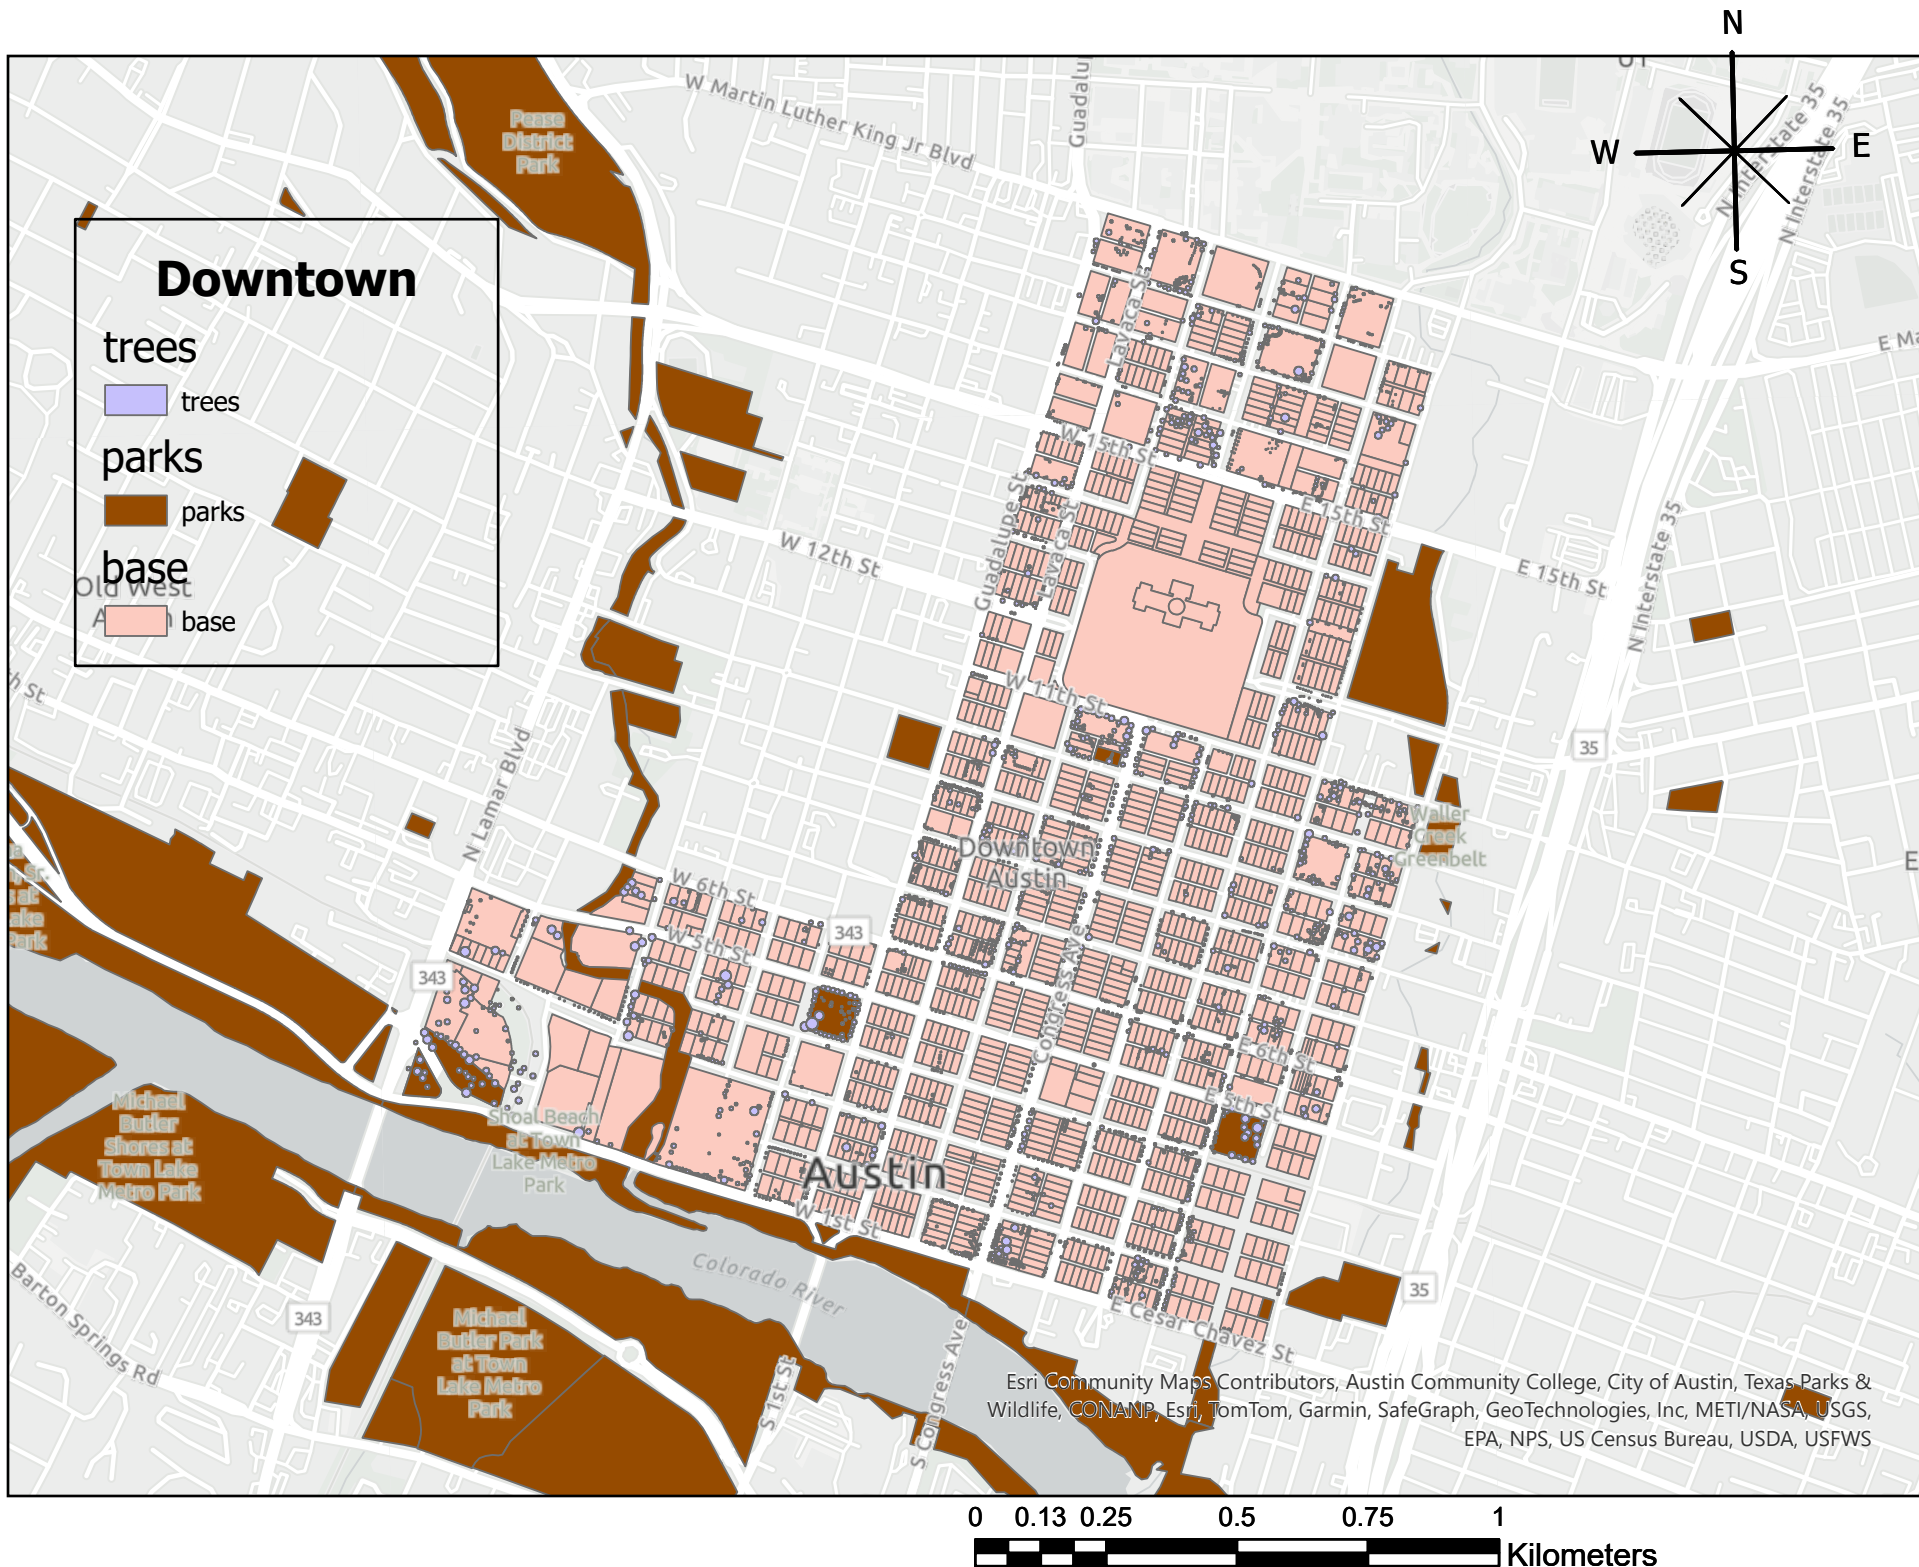 N
W
E
S
Downtown
trees
trees
parks
parks
base
base
Old West
Pease
District
Park
W Martin Luther King Jr Blvd
N Interstate 35
N Interstate 35
Lavaca St
W 15th St
E 15th St
E 15th St
N Interstate 35
Guadalupe St
Lavaca St
W 12th St
W 11th St
35
N Lamar Blvd
Waller
Creek
Greenbelt
Downtown
Austin
W 6th St
343
W 5th St
343
Congress Ave
E 6th St
E 5th St
Michael
Butler
Shores at
Town Lake
Metro Park
Shoal Beach
at Town
Lake Metro
Park
Austin
W 1st St
Colorado River
E Cesar Chavez St
35
343
Barton Springs Rd
Michael
Butler Park
at Town
Lake Metro
Park
S 1st St
S Congress Ave
Esri Community Maps Contributors, Austin Community College, City of Austin, Texas Parks &
Wildlife, CONANP, Esri, TomTom, Garmin, SafeGraph, GeoTechnologies, Inc, METI/NASA, USGS,
EPA, NPS, US Census Bureau, USDA, USFWS
0 0.13 0.25 0.5 0.75 1
Kilometers